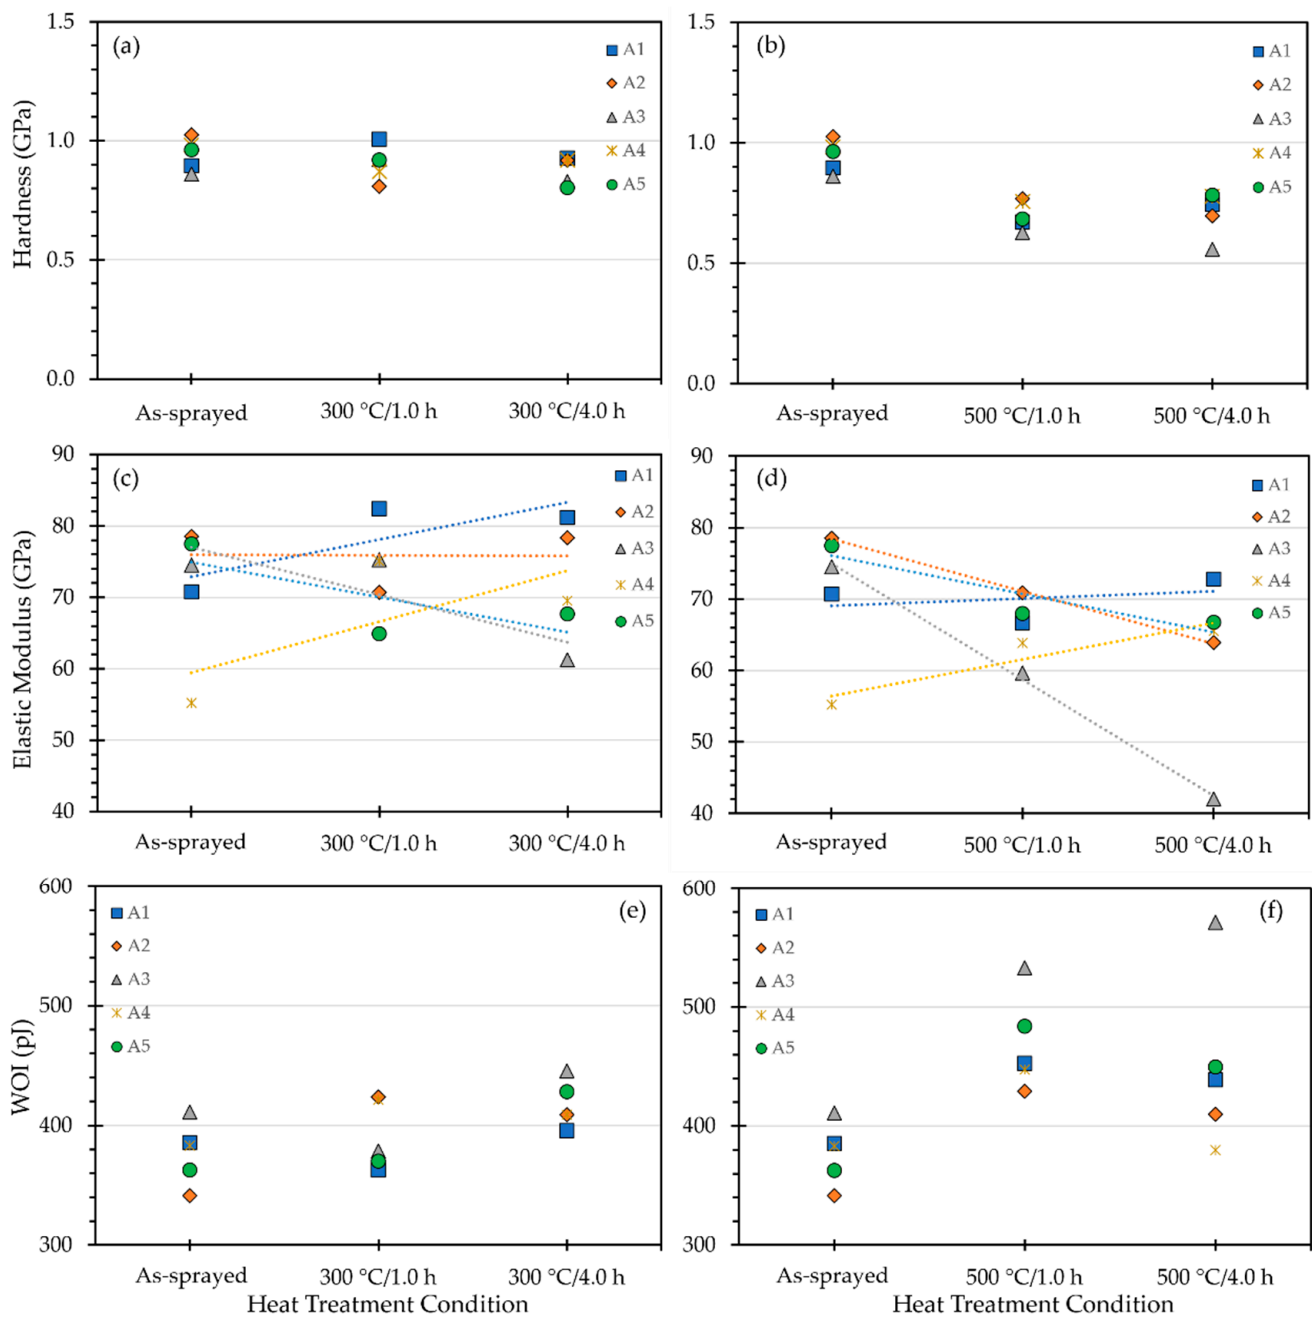 (a)
Hardness (GPa)
1.5
1.0
0.5
0.0
A1
A2
A3
A4
A5
As-sprayed
300 °C/1.0 h
300 °C/4.0 h
(b)
1.5
1.0
0.5
0.0
A1
A2
A3
A4
A5
As-sprayed
500 °C/1.0 h
500 °C/4.0 h
(c)
Elastic Modulus (GPa)
90
80
70
60
50
40
A1
A2
A3
A4
A5
As-sprayed
300 °C/1.0 h
300 °C/4.0 h
(d)
90
80
70
60
50
40
A1
A2
A3
A4
A5
As-sprayed
500 °C/1.0 h
500 °C/4.0 h
(e)
WOI (pJ)
600
500
400
300
A1
A2
A3
A4
A5
As-sprayed
300 °C/1.0 h
300 °C/4.0 h
Heat Treatment Condition
(f)
600
500
400
300
A1
A2
A3
A4
A5
As-sprayed
500 °C/1.0 h
500 °C/4.0 h
Heat Treatment Condition